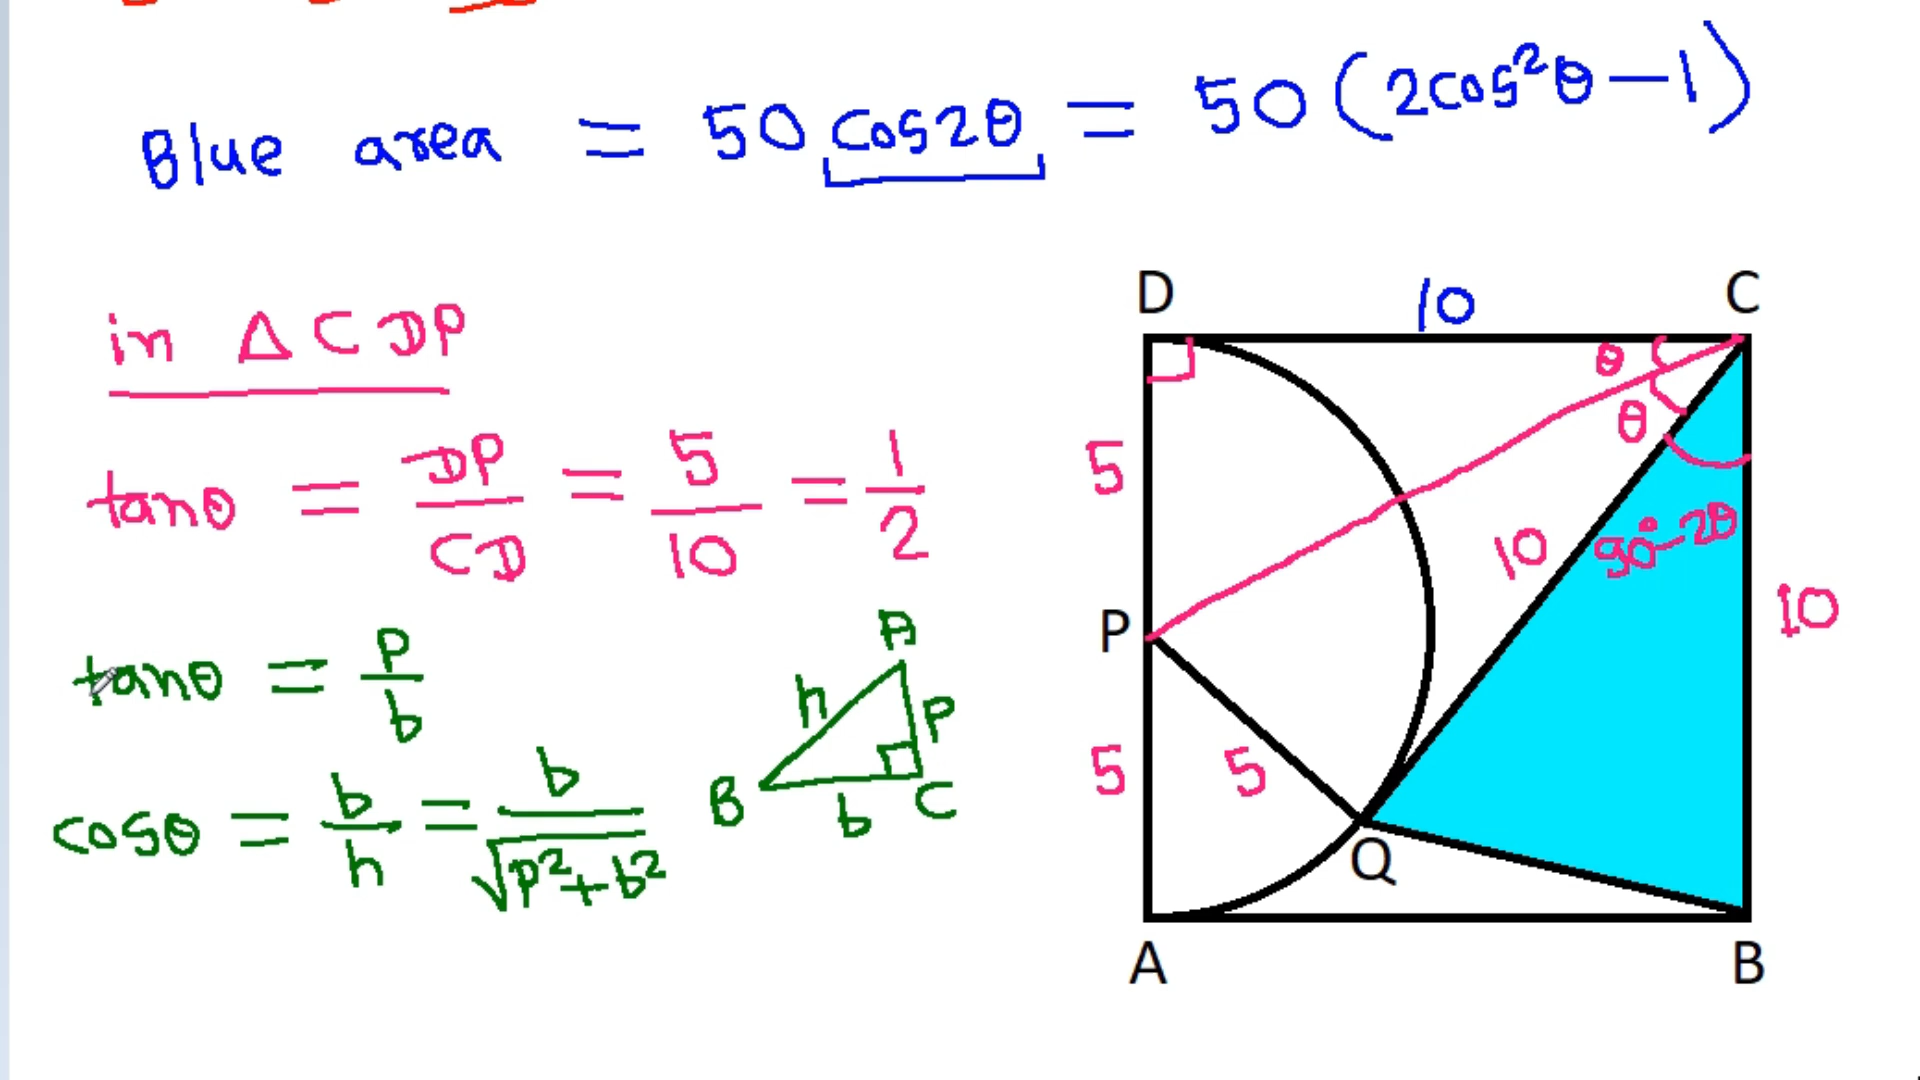 Blue area = 50 cos2θ = 50 (2cos²θ − 1)
in Δ CDP
tanθ = DP/CD = 5/10 = 1/2
tanθ = p/b
cosθ = b/h = b/√(p²+b²)
A
h
P
B
b
C
D
10
C
θ
θ
5
10
90°−2θ
P
10
5
5
Q
A
B